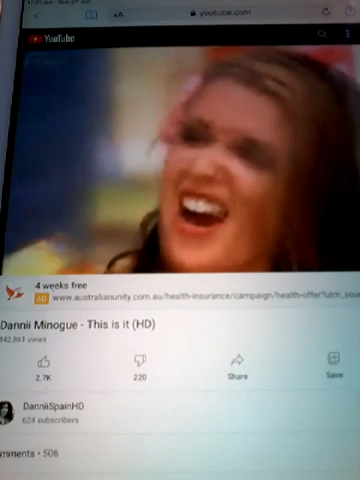 youtube.com
YouTube
4 weeks free
AD www.australianunity.com.au/health-insurance/campaign/health-offer?utm_sou
Dannii Minogue - This is it (HD)
842,861 views
2.7K 220 Share Save
DanniiSpainHD
624 subscribers
mments • 506